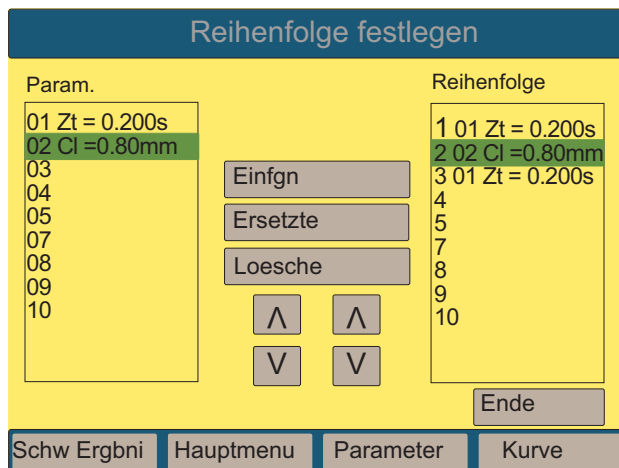 Reihenfolge festlegen
Param.
01 Zt = 0.200s
02 Cl =0.80mm
03
04
05
07
08
09
10
Einfgn
Ersetzte
Loesche
Λ Λ
V V
Reihenfolge
1 01 Zt = 0.200s
2 02 Cl =0.80mm
3 01 Zt = 0.200s
4
5
7
8
9
10
Ende
Schw Ergbni Hauptmenu Parameter Kurve